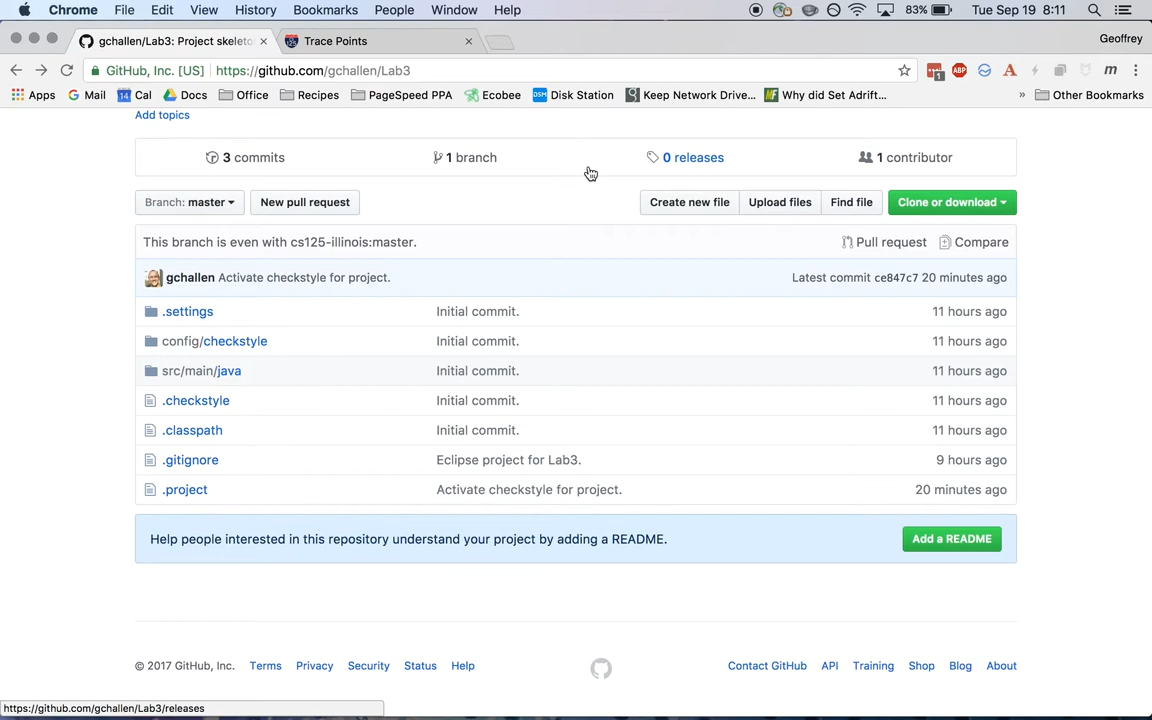 Chrome File Edit View History Bookmarks People Window Help 83% Tue Sep 19 8:11
gchallen/Lab3: Project skeleto × Trace Points × Geoffrey
GitHub, Inc. [US] https://github.com/gchallen/Lab3 1 ABP A m
Apps Mail 14 Cal Docs Office Recipes PageSpeed PPA Ecobee DSM Disk Station Keep Network Drive... Why did Set Adrift... » Other Bookmarks
Add topics
3 commits 1 branch 0 releases 1 contributor
Branch: master New pull request Create new file Upload files Find file Clone or download
This branch is even with cs125-illinois:master. Pull request Compare
gchallen Activate checkstyle for project. Latest commit ce847c7 20 minutes ago
.settings Initial commit. 11 hours ago
config/checkstyle Initial commit. 11 hours ago
src/main/java Initial commit. 11 hours ago
.checkstyle Initial commit. 11 hours ago
.classpath Initial commit. 11 hours ago
.gitignore Eclipse project for Lab3. 9 hours ago
.project Activate checkstyle for project. 20 minutes ago
Help people interested in this repository understand your project by adding a README. Add a README
© 2017 GitHub, Inc. Terms Privacy Security Status Help Contact GitHub API Training Shop Blog About
https://github.com/gchallen/Lab3/releases